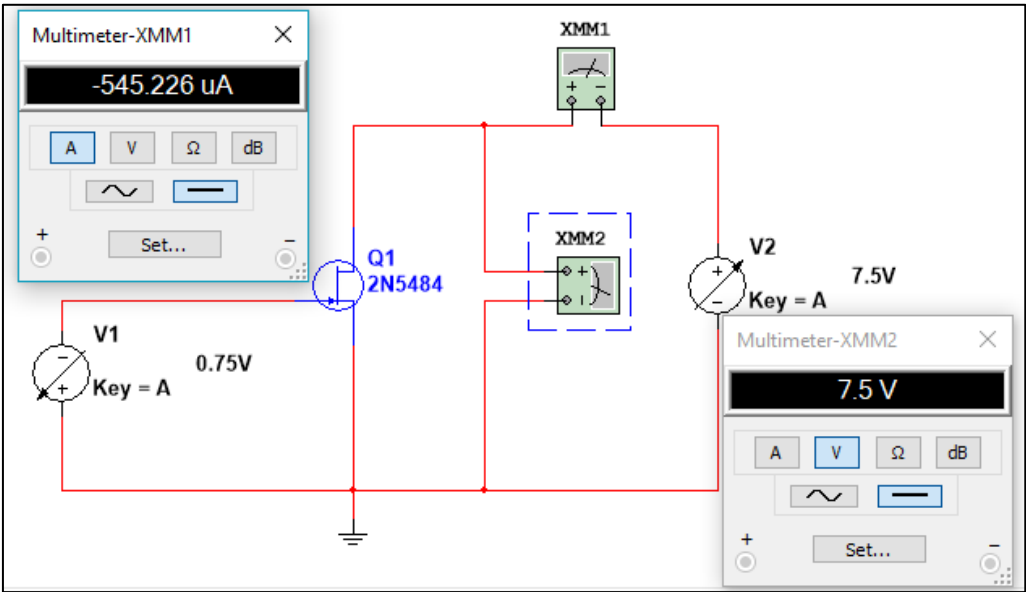 Multimeter-XMM1 ×
-545.226 uA
A V Ω dB
+ −
Set...
XMM1
+ −
XMM2
+
−
Q1
2N5484
V1
−
+
Key = A
0.75V
V2
+
−
Key = A
7.5V
Multimeter-XMM2 ×
7.5 V
A V Ω dB
+ −
Set...